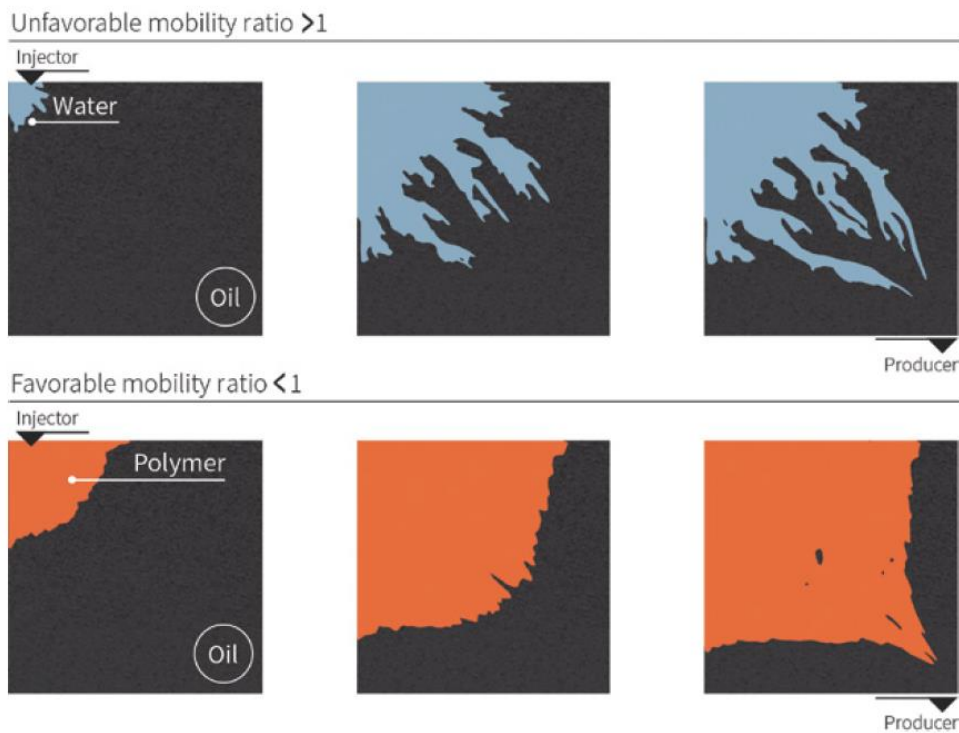 Unfavorable mobility ratio >1
Injector
Water
Oil
Producer
Favorable mobility ratio <1
Injector
Polymer
Oil
Producer